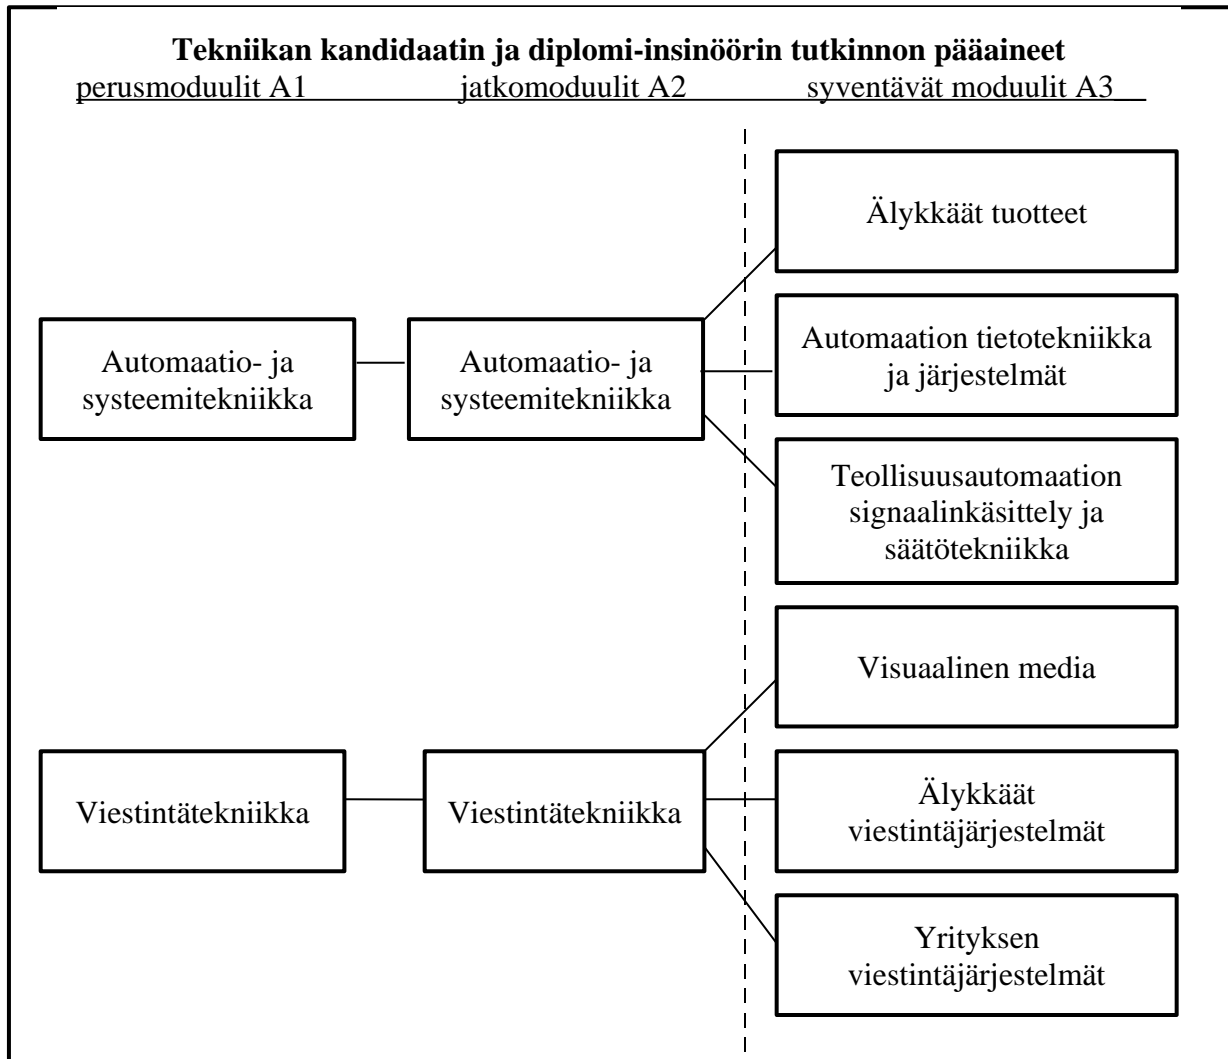 Tekniikan kandidaatin ja diplomi-insinöörin tutkinnon pääaineet
perusmoduulit A1 jatkomoduulit A2 syventävät moduulit A3
Älykkäät tuotteet
Automaatio- ja
systeemitekniikka
Automaatio- ja
systeemitekniikka
Automaation tietotekniikka
ja järjestelmät
Teollisuusautomaation
signaalinkäsittely ja
säätötekniikka
Visuaalinen media
Viestintätekniikka
Viestintätekniikka
Älykkäät
viestintäjärjestelmät
Yrityksen
viestintäjärjestelmät